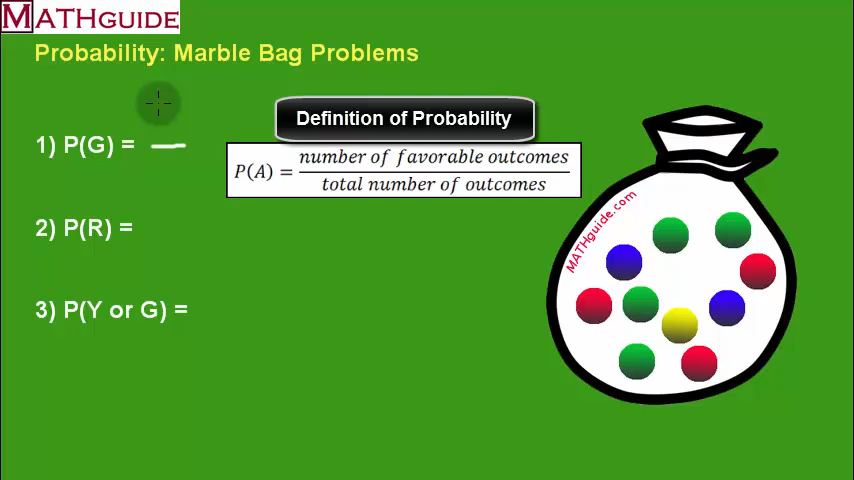 MATHGUIDE
Probability: Marble Bag Problems
Definition of Probability
1) P(G) =
P(A) = number of favorable outcomes
total number of outcomes
2) P(R) =
3) P(Y or G) =
MATHguide.com